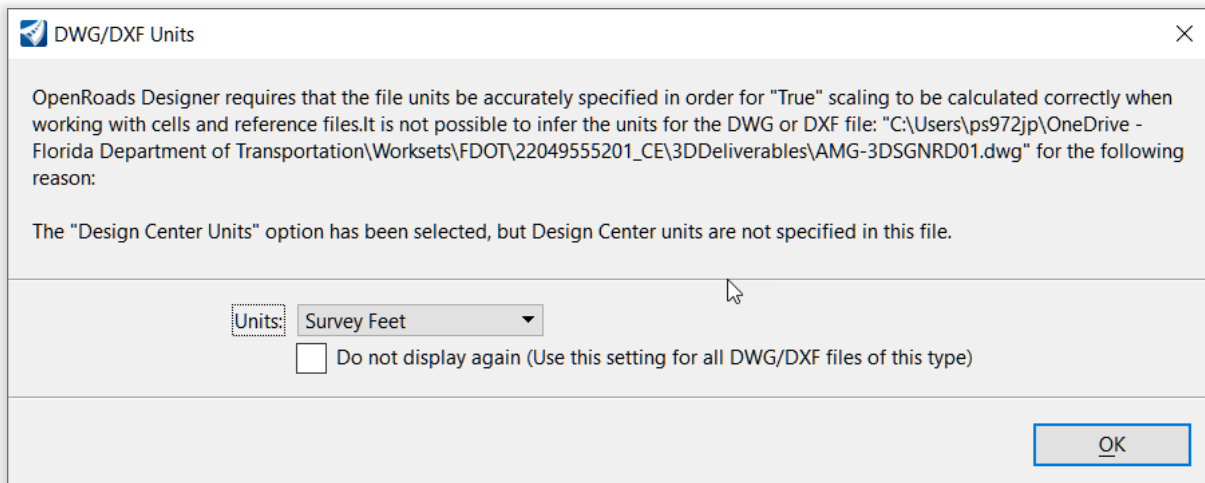 DWG/DXF Units
OpenRoads Designer requires that the file units be accurately specified in order for "True" scaling to be calculated correctly when
working with cells and reference files.It is not possible to infer the units for the DWG or DXF file: "C:\Users\ps972jp\OneDrive -
Florida Department of Transportation\Worksets\FDOT\22049555201_CE\3DDeliverables\AMG-3DSGNRD01.dwg" for the following
reason:
The "Design Center Units" option has been selected, but Design Center units are not specified in this file.
Units: Survey Feet
Do not display again (Use this setting for all DWG/DXF files of this type)
OK